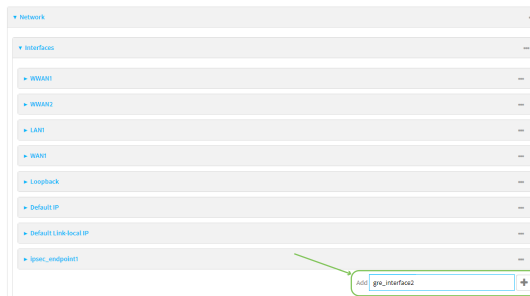 Network
Interfaces
WWAN1
WWAN2
LAN1
WAN1
Loopback
Default IP
Default Link-local IP
ipsec_endpoint1
Add gre_interface2